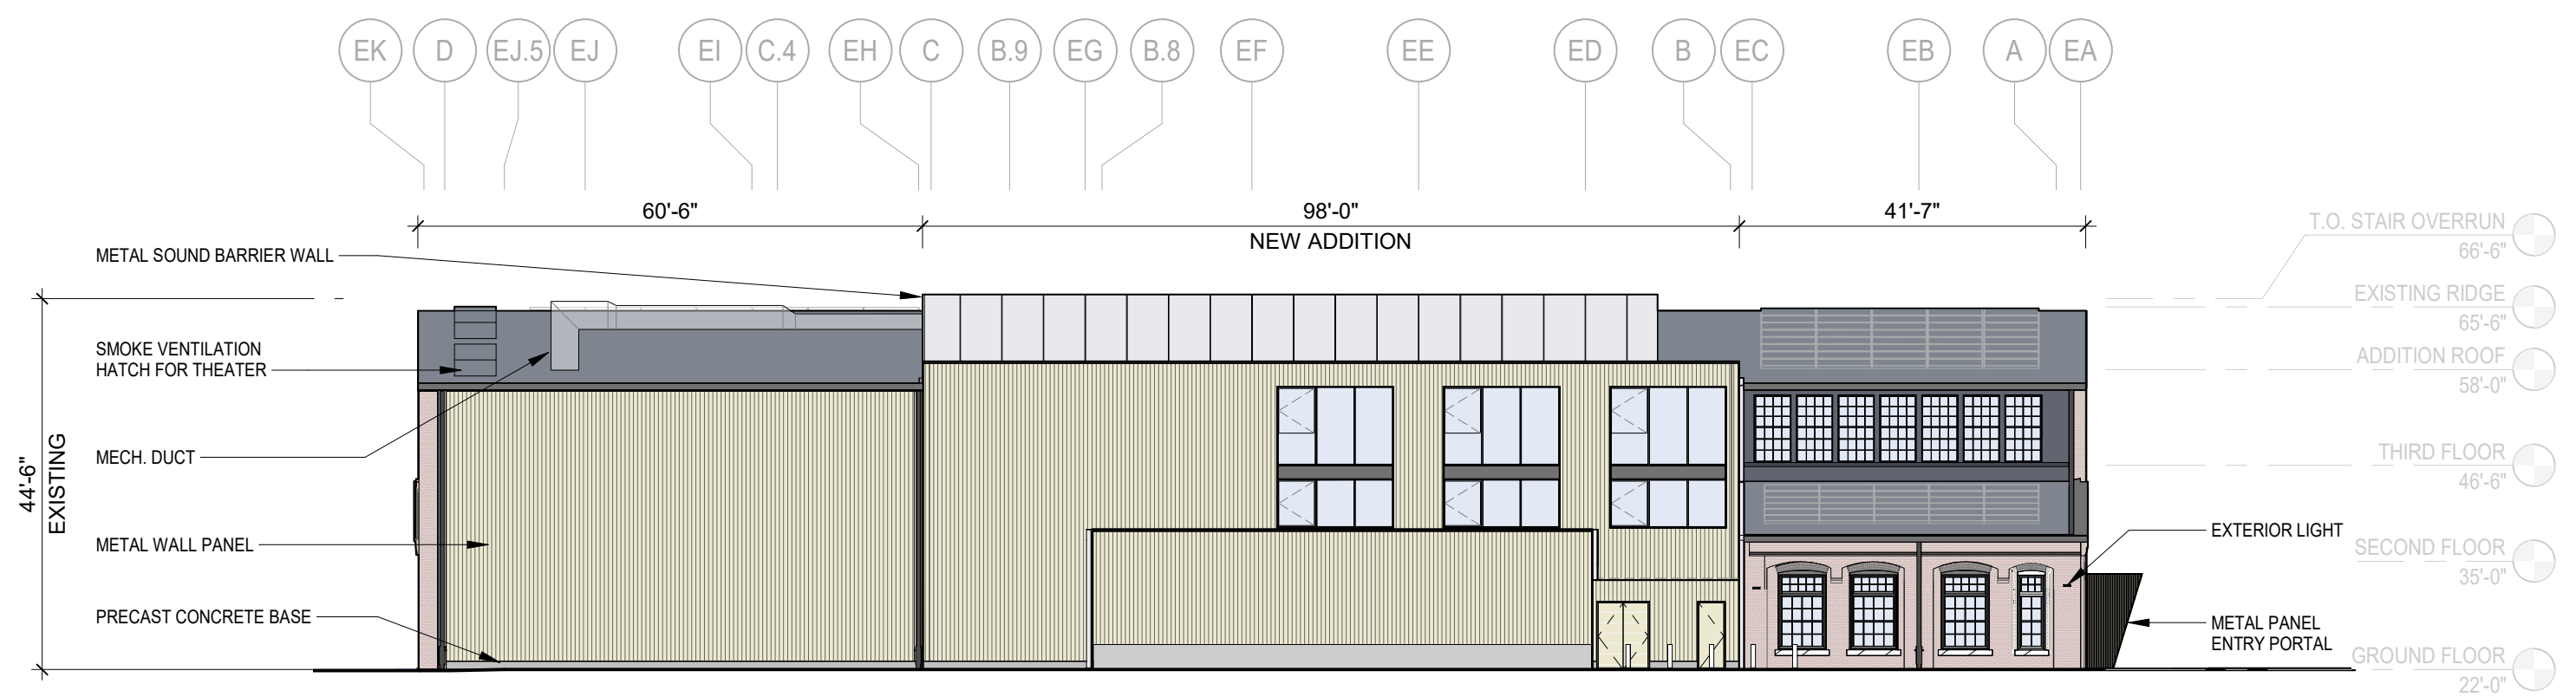 EK D EJ.5 EJ EI C.4 EH C B.9 EG B.8 EF EE ED B EC EB A EA
60'-6" 98'-0" 41'-7"
NEW ADDITION
T.O. STAIR OVERRUN
66'-6"
METAL SOUND BARRIER WALL
EXISTING RIDGE
65'-6"
SMOKE VENTILATION
HATCH FOR THEATER
ADDITION ROOF
58'-0"
MECH. DUCT
THIRD FLOOR
46'-6"
44'-6"
EXISTING
METAL WALL PANEL
EXTERIOR LIGHT
SECOND FLOOR
35'-0"
PRECAST CONCRETE BASE
METAL PANEL
ENTRY PORTAL
GROUND FLOOR
22'-0"